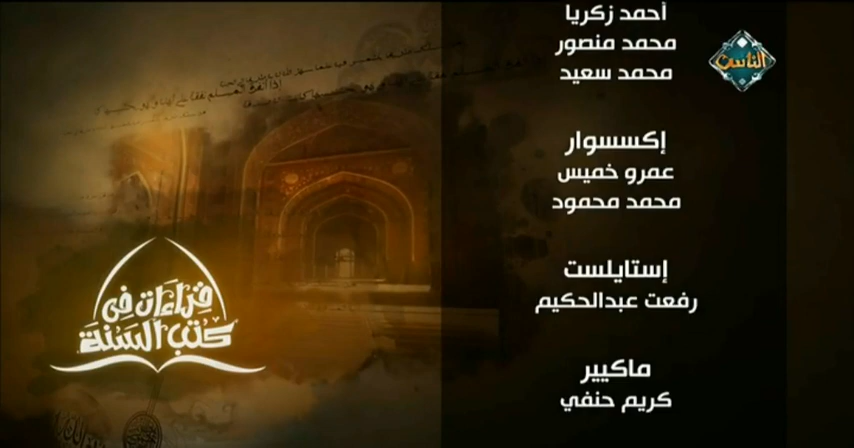 أحمد زكريا
محمد منصور
محمد سعيد
الناس
إكسسوار
عمرو خميس
محمد محمود
إستايلست
رفعت عبدالحكيم
ماكيير
كريم حنفي
قراءات في
كتب السنة